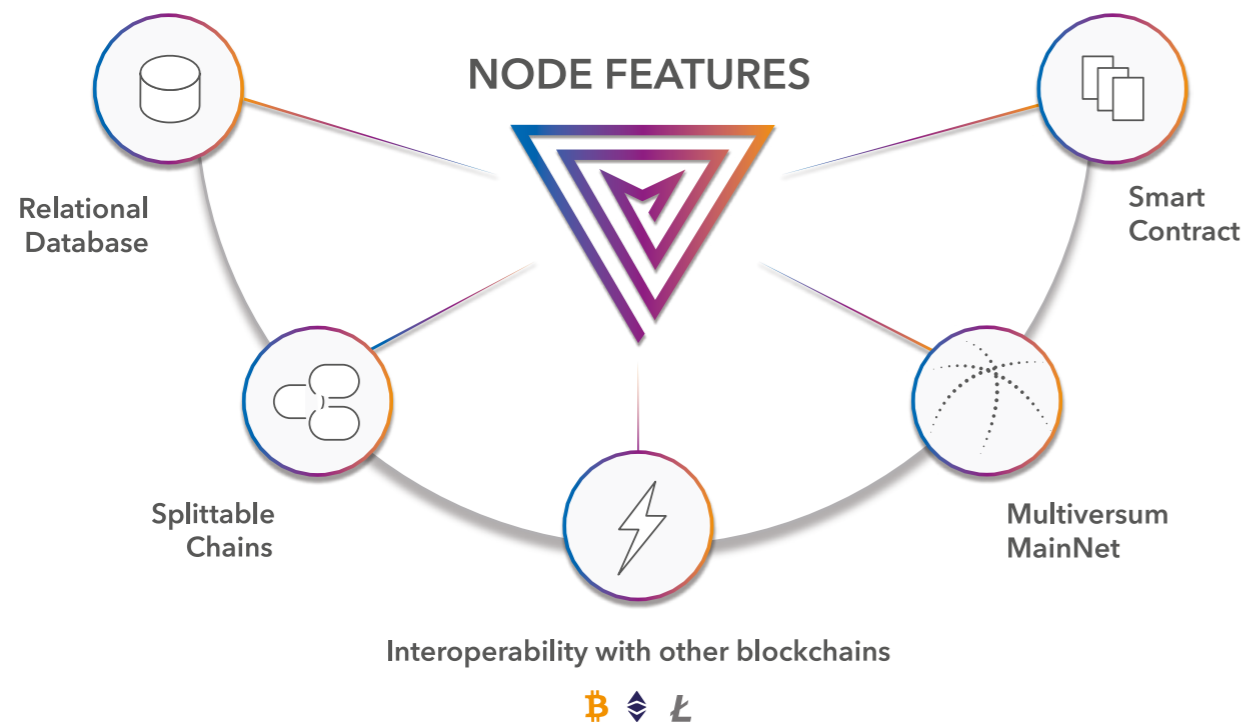 NODE FEATURES
Relational
Database
Smart
Contract
Splittable
Chains
Multiversum
MainNet
Interoperability with other blockchains